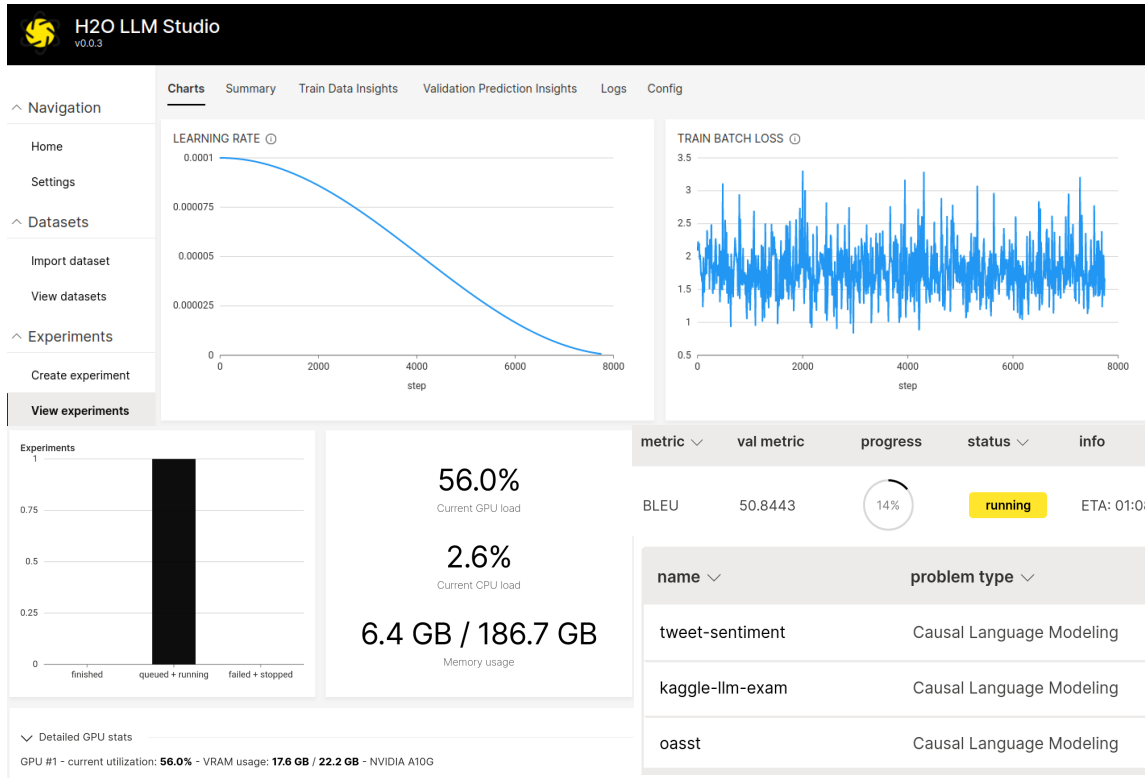 H2O LLM Studio
v0.0.3
Navigation
Home
Settings
Datasets
Import dataset
View datasets
Experiments
Create experiment
View experiments
Charts Summary Train Data Insights Validation Prediction Insights Logs Config
LEARNING RATE
0.0001
0.000075
0.00005
0.000025
0
0 2000 4000 6000 8000
step
TRAIN BATCH LOSS
3.5
3
2.5
2
1.5
1
0.5
0 2000 4000 6000 8000
step
Experiments
1
0.75
0.5
0.25
0
finished queued + running failed + stopped
56.0%
Current GPU load
2.6%
Current CPU load
6.4 GB / 186.7 GB
Memory usage
metric val metric progress status info
BLEU 50.8443 14% running ETA: 01:08
name problem type
tweet-sentiment Causal Language Modeling
kaggle-llm-exam Causal Language Modeling
oasst Causal Language Modeling
Detailed GPU stats
GPU #1 - current utilization: 56.0% - VRAM usage: 17.6 GB / 22.2 GB - NVIDIA A10G